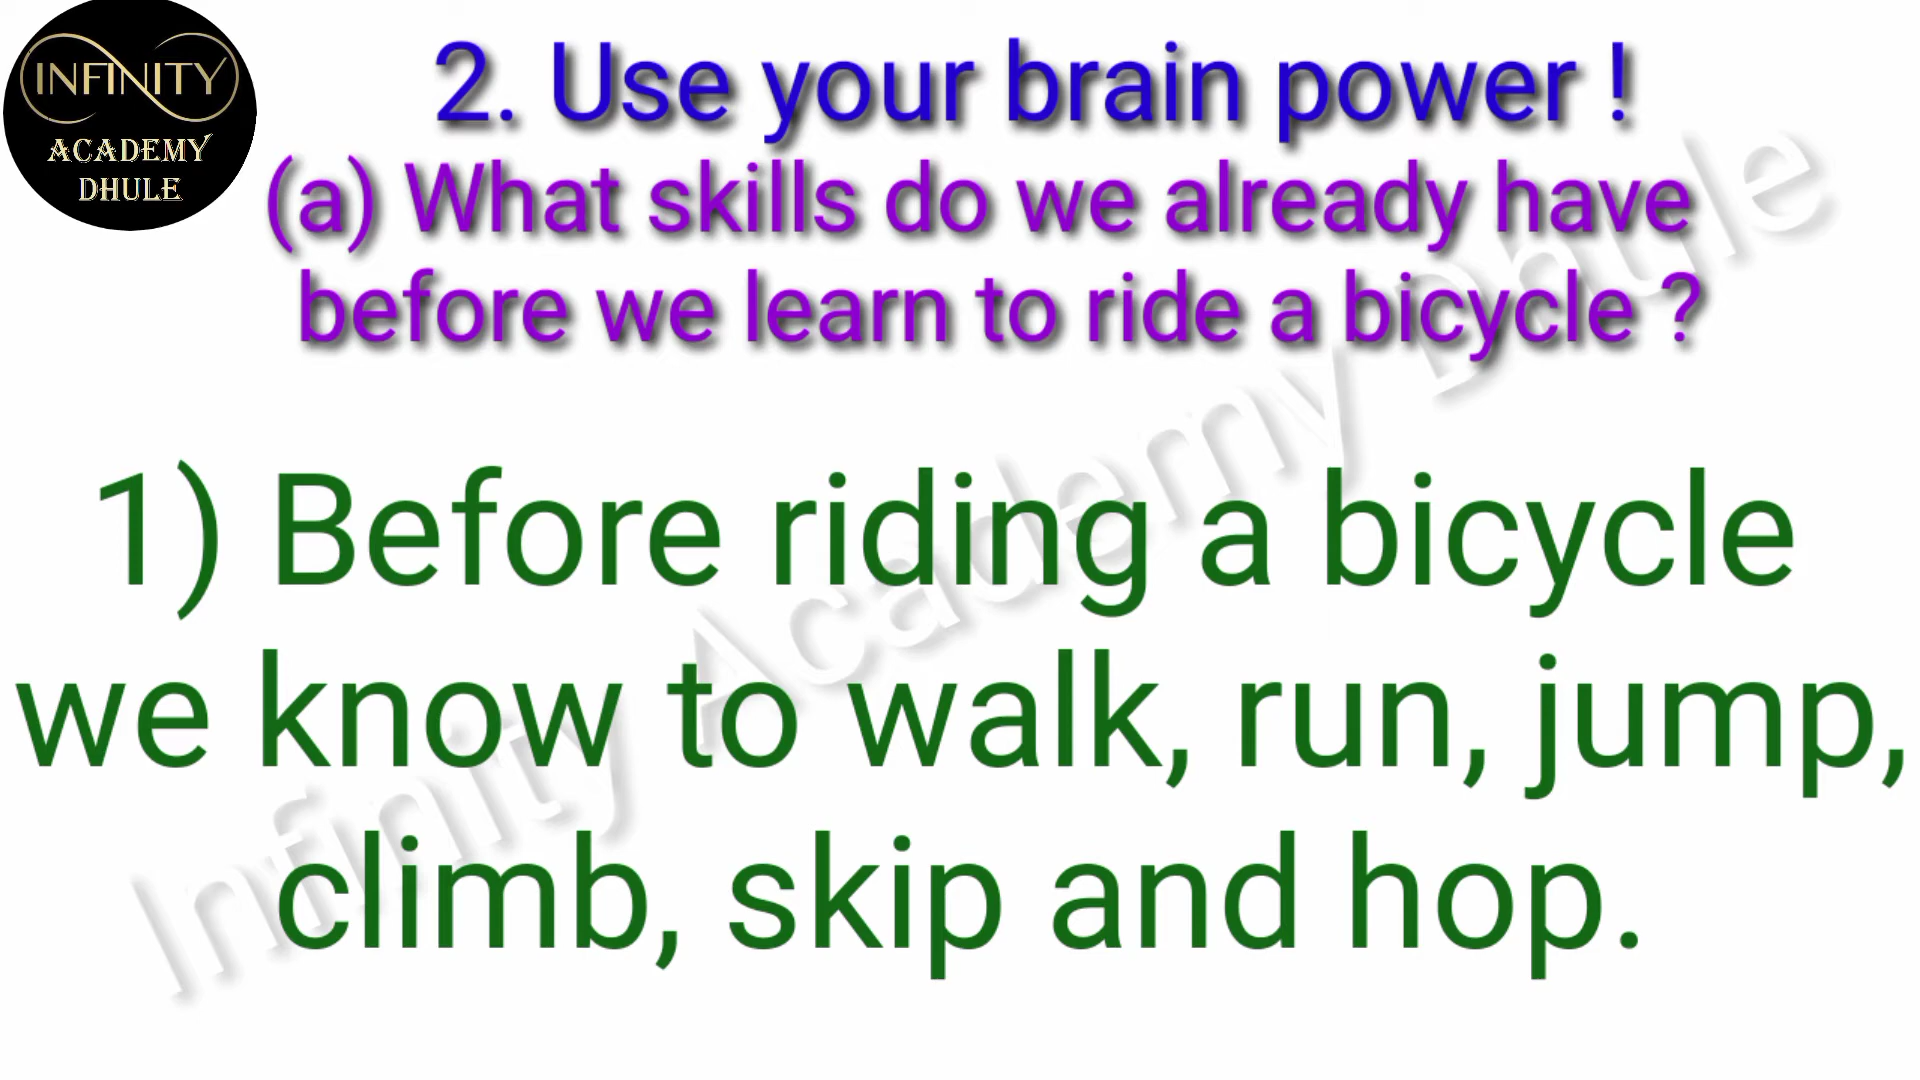 INFINITY
ACADEMY
DHULE
2. Use your brain power !
(a) What skills do we already have
before we learn to ride a bicycle ?
1) Before riding a bicycle
we know to walk, run, jump,
climb, skip and hop.
Infinity Academy Dhule